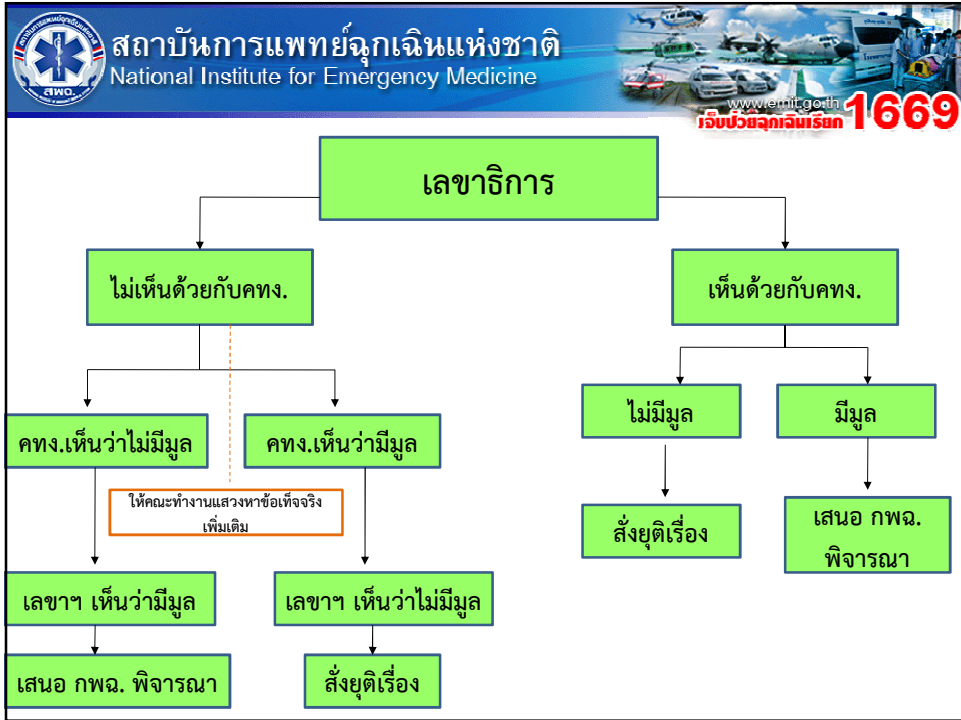 สถาบันการแพทย์ฉุกเฉินแห่งชาติ
National Institute for Emergency Medicine
สพฉ.
www.emit.go.th
เจ็บป่วยฉุกเฉินเรียก 1669
เลขาธิการ
ไม่เห็นด้วยกับคทง.
เห็นด้วยกับคทง.
ไม่มีมูล
มีมูล
คทง.เห็นว่าไม่มีมูล
คทง.เห็นว่ามีมูล
ให้คณะทำงานแสวงหาข้อเท็จจริง
เพิ่มเติม
สั่งยุติเรื่อง
เสนอ กพฉ.
พิจารณา
เลขาฯ เห็นว่ามีมูล
เลขาฯ เห็นว่าไม่มีมูล
เสนอ กพฉ. พิจารณา
สั่งยุติเรื่อง